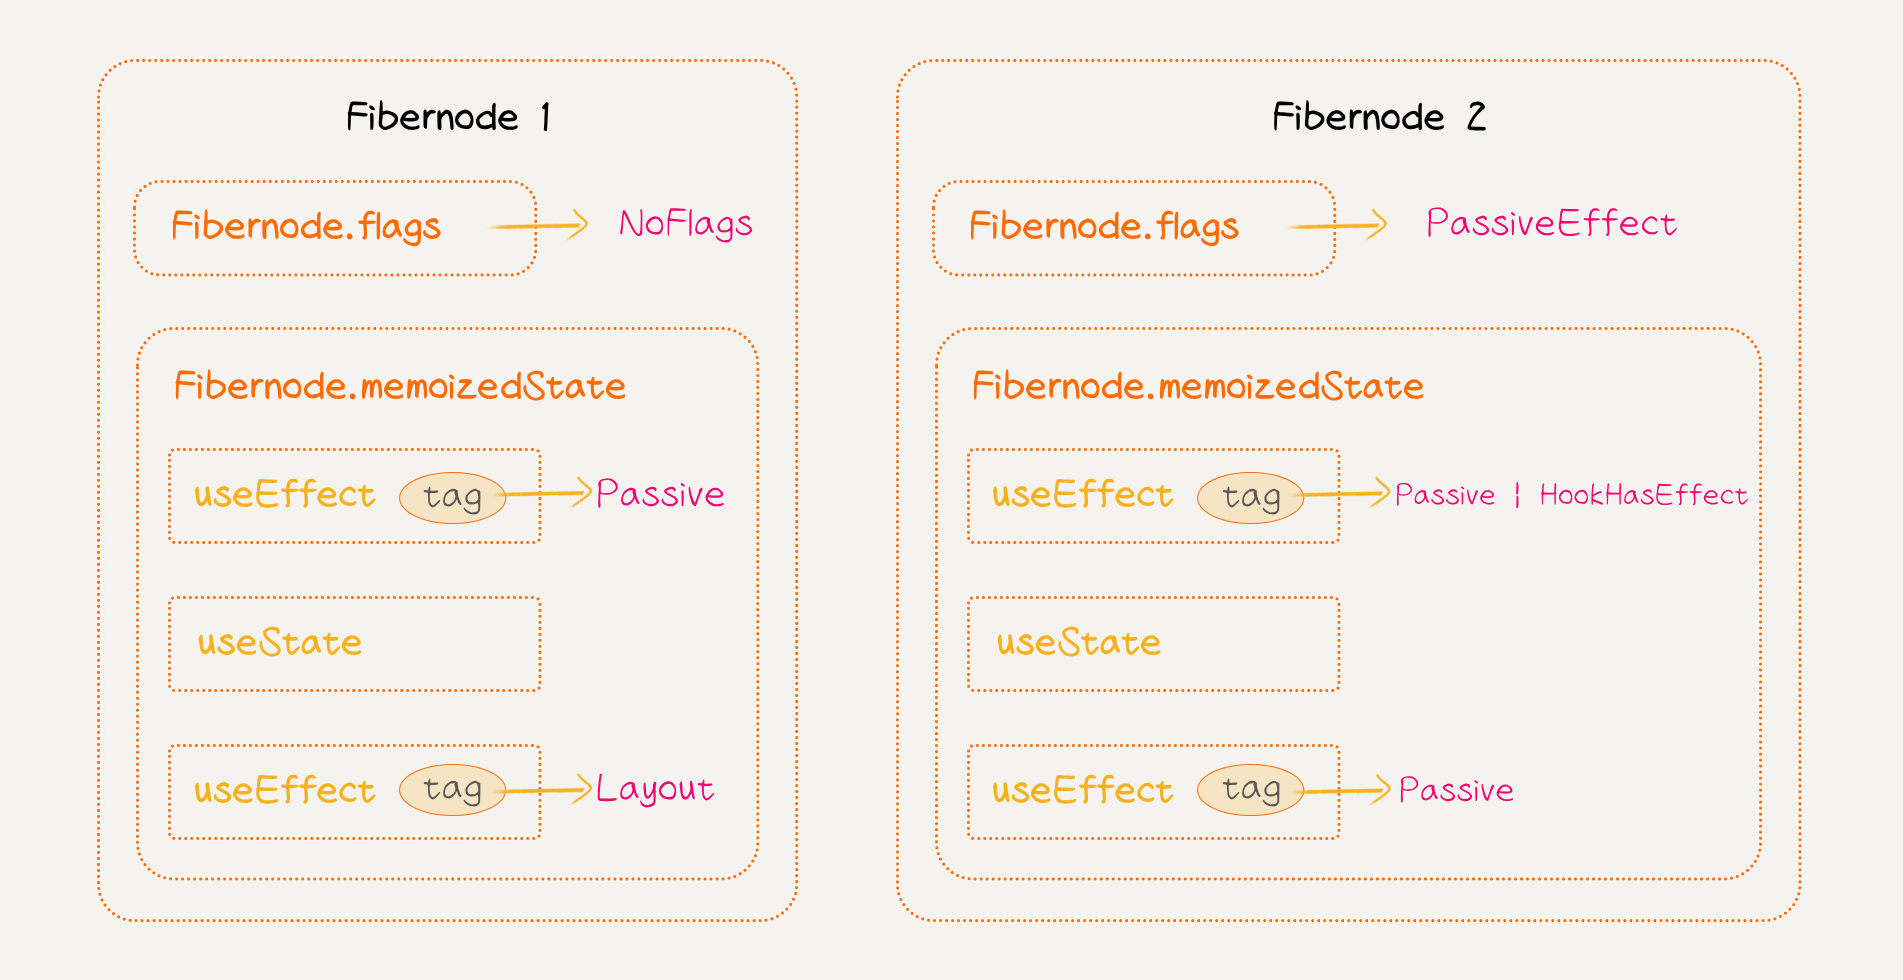 Fibernode 1
Fibernode.flags NoFlags
Fibernode.memoizedState
useEffect tag Passive
useState
useEffect tag Layout
Fibernode 2
Fibernode.flags PassiveEffect
Fibernode.memoizedState
useEffect tag Passive | HookHasEffect
useState
useEffect tag Passive